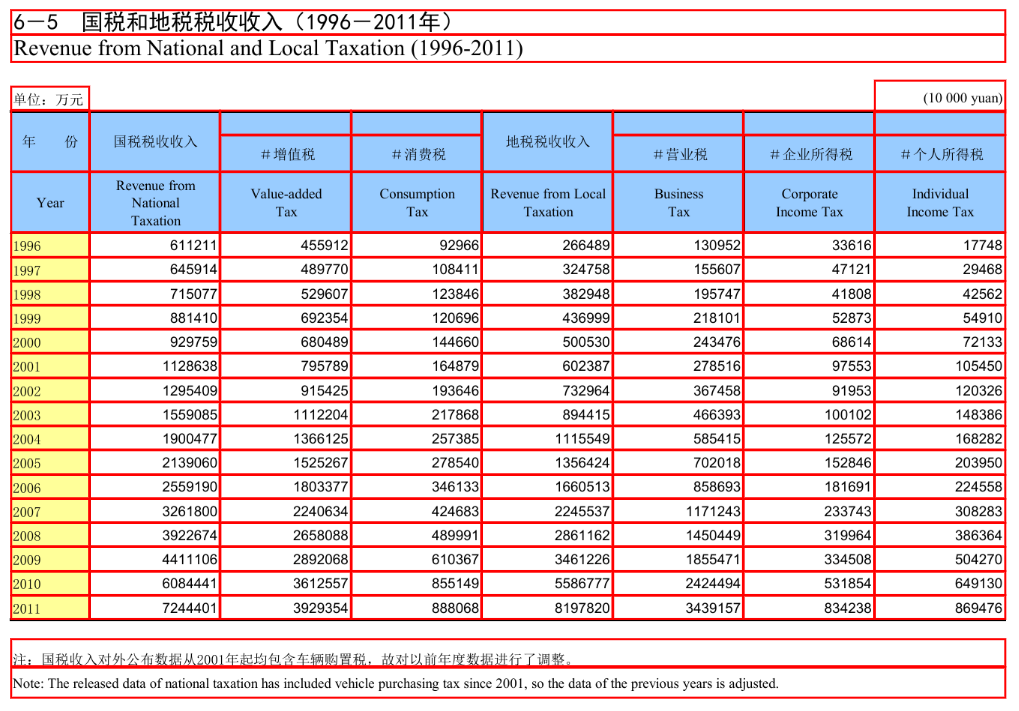 6－5　国税和地税税收收入（1996－2011年）
Revenue from National and Local Taxation (1996-2011)
单位：万元 (10 000 yuan)
年　份 国税税收收入 ＃增值税 ＃消费税 地税税收收入 ＃营业税 ＃企业所得税 ＃个人所得税
Year Revenue from National Taxation Value-added Tax Consumption Tax Revenue from Local Taxation Business Tax Corporate Income Tax Individual Income Tax
1996 611211 455912 92966 266489 130952 33616 17748
1997 645914 489770 108411 324758 155607 47121 29468
1998 715077 529607 123846 382948 195747 41808 42562
1999 881410 692354 120696 436999 218101 52873 54910
2000 929759 680489 144660 500530 243476 68614 72133
2001 1128638 795789 164879 602387 278516 97553 105450
2002 1295409 915425 193646 732964 367458 91953 120326
2003 1559085 1112204 217868 894415 466393 100102 148386
2004 1900477 1366125 257385 1115549 585415 125572 168282
2005 2139060 1525267 278540 1356424 702018 152846 203950
2006 2559190 1803377 346133 1660513 858693 181691 224558
2007 3261800 2240634 424683 2245537 1171243 233743 308283
2008 3922674 2658088 489991 2861162 1450449 319964 386364
2009 4411106 2892068 610367 3461226 1855471 334508 504270
2010 6084441 3612557 855149 5586777 2424494 531854 649130
2011 7244401 3929354 888068 8197820 3439157 834238 869476
注：国税收入对外公布数据从2001年起均包含车辆购置税，故对以前年度数据进行了调整。
Note: The released data of national taxation has included vehicle purchasing tax since 2001, so the data of the previous years is adjusted.